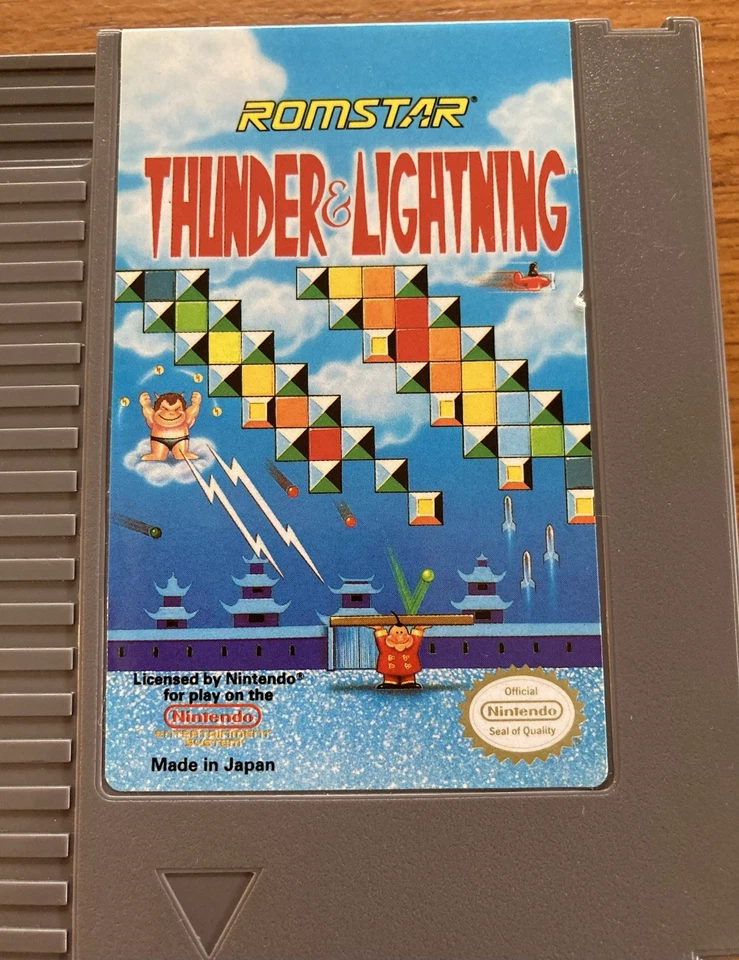 ROMSTAR®
THUNDER & LIGHTNING
Licensed by Nintendo®
for play on the
Nintendo
ENTERTAINMENT
SYSTEM®
Made in Japan
Official
Nintendo
Seal of Quality